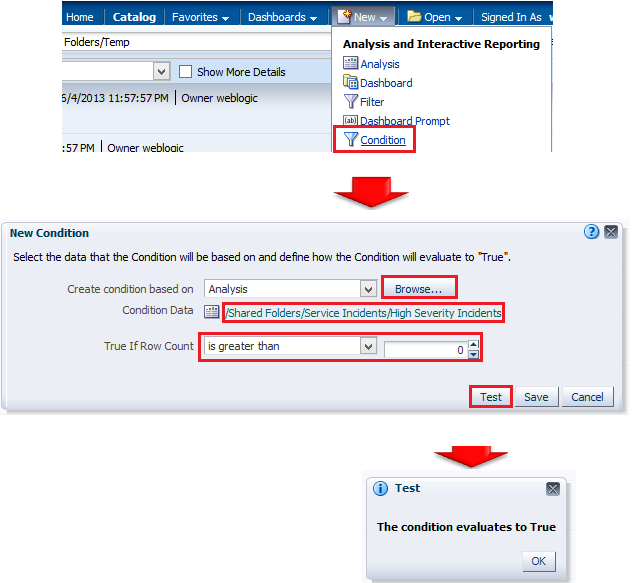 Home Catalog Favorites Dashboards New Open Signed In As
Folders/Temp
Analysis and Interactive Reporting
Analysis
Show More Details
Dashboard
6/4/2013 11:57:57 PM Owner weblogic
Filter
Dashboard Prompt
Condition
:57 PM Owner weblogic
New Condition
Select the data that the Condition will be based on and define how the Condition will evaluate to "True".
Create condition based on Analysis Browse...
Condition Data /Shared Folders/Service Incidents/High Severity Incidents
True If Row Count is greater than 0
Test Save Cancel
Test
The condition evaluates to True
OK